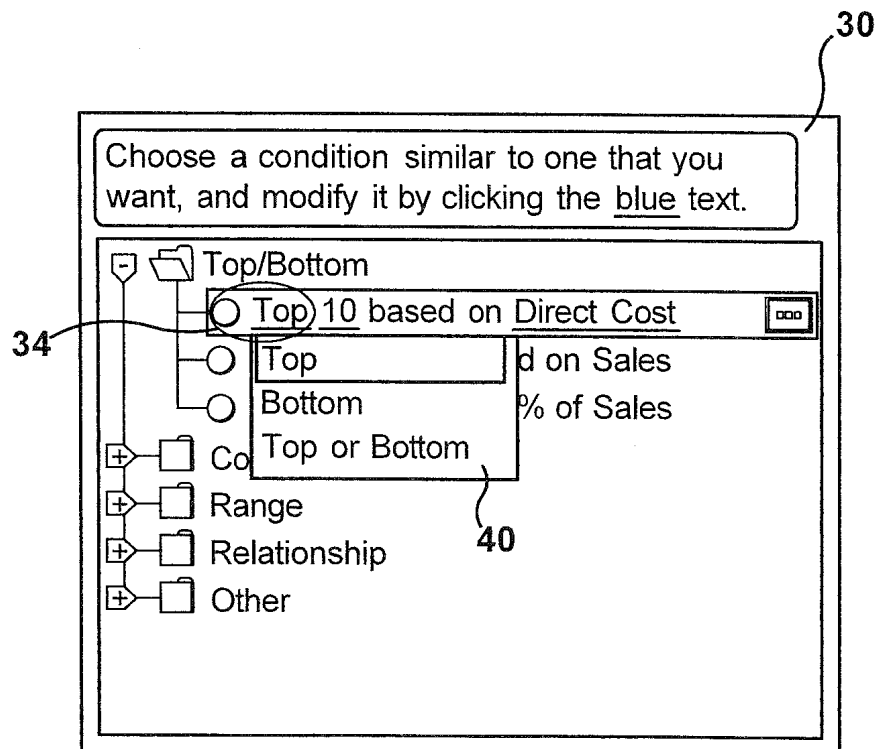 30
Choose a condition similar to one that you
want, and modify it by clicking the blue text.
Top/Bottom
Top 10 based on Direct Cost
34
Top d on Sales
Bottom % of Sales
Top or Bottom
Co
Range
40
Relationship
Other